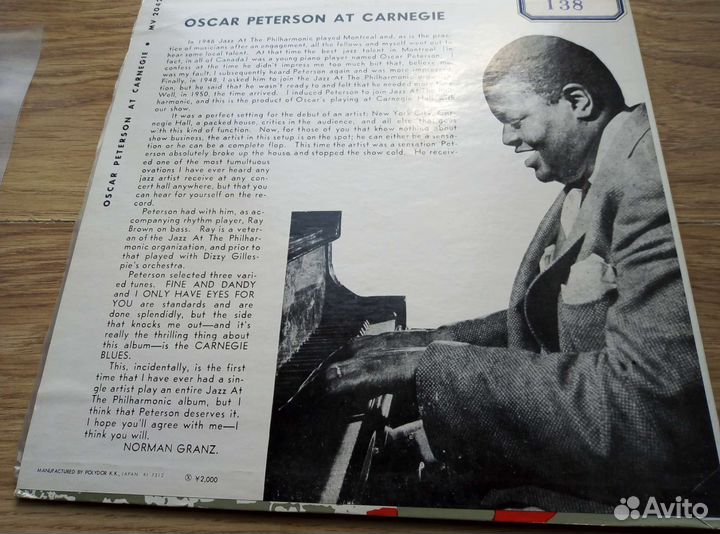 OSCAR PETERSON AT CARNEGIE
138
OSCAR PETERSON AT CARNEGIE • MV 2042
In 1946 Jazz At The Philharmonic played Montreal and, as is the prac-
tice of musicians after an engagement, all the fellows and myself went out to
hear some local talent. At that time the best jazz talent in Montreal (in
fact, in all of Canada) was a young piano player named Oscar Peterson. I
confess at the time he didn't impress me too much but that, believe me,
was my fault. I subsequently heard Peterson again and was more impressed.
Finally, in 1948, I asked him to join the Jazz At The Philharmonic
tion, but he said that he wasn't ready and felt that he needed more
Well, in 1950, the time arrived. I induced Peterson to join Jazz At The Phil-
harmonic, and this is the product of Oscar's playing at Carnegie Hall with
our show.
It was a perfect setting for the debut of an artist; New York City, Car-
negie Hall, a packed house, critics in the audience, and all else that goes
with this kind of function. Now, for those of you that know nothing about
show business, the artist in this setup is on the spot; he can either be a sensa-
tion or he can be a complete flop. This time the artist was a sensation. Pet-
erson absolutely broke up the house and stopped the show cold. He receiv-
ed one of the most tumultuous
ovations I have ever heard any
jazz artist receive at any con-
cert hall anywhere, but that you
can hear for yourself on the re-
cord.
Peterson had with him, as ac-
companying rhythm player, Ray
Brown on bass. Ray is a veter-
an of the Jazz At The Philhar-
monic organization, and prior to
that played with Dizzy Gilles-
pie's orchestra.
Peterson selected three vari-
ed tunes. FINE AND DANDY
and I ONLY HAVE EYES FOR
YOU are standards and are
done splendidly, but the side
that knocks me out—and it's
really the thrilling thing about
this album—is the CARNEGIE
BLUES.
This, incidentally, is the first
time that I have ever had a sin-
gle artist play an entire Jazz At
The Philharmonic album, but I
think that Peterson deserves it.
I hope you'll agree with me—I
think you will.
NORMAN GRANZ.
MANUFACTURED BY POLYDOR K.K., JAPAN. KI 7312
Ⓧ ¥2,000
Avito